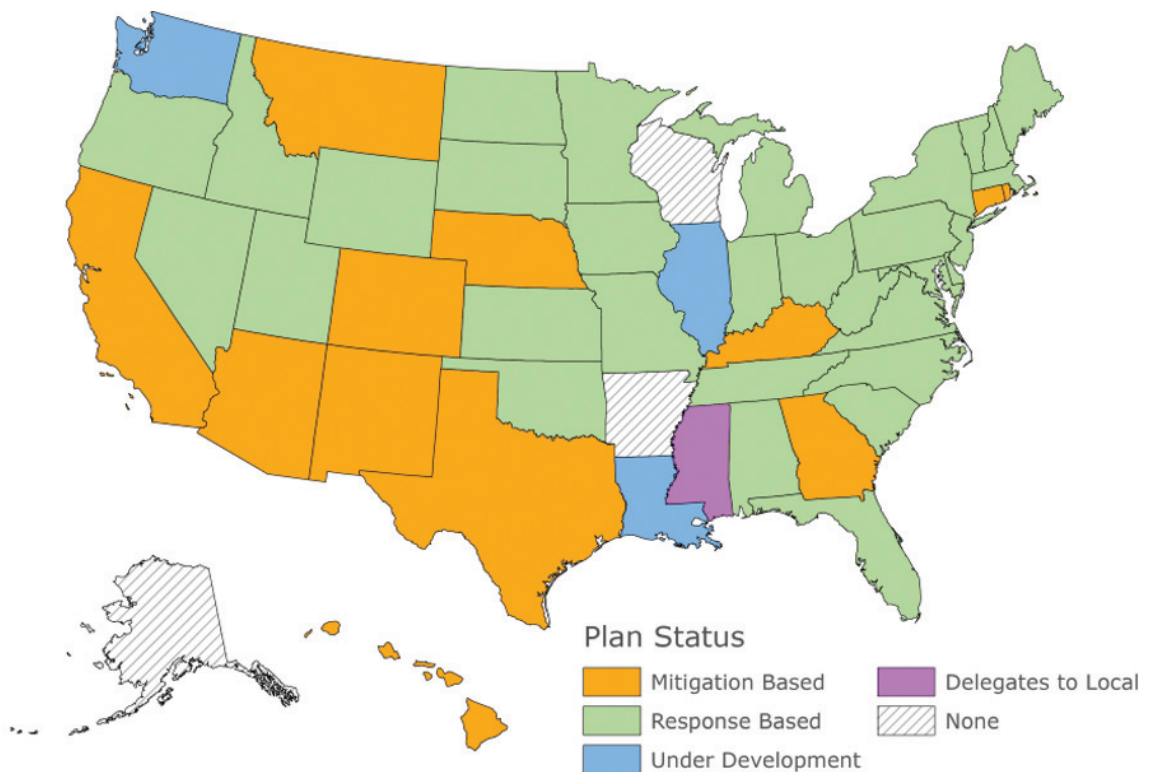 Plan Status
Mitigation Based
Response Based
Under Development
Delegates to Local
None